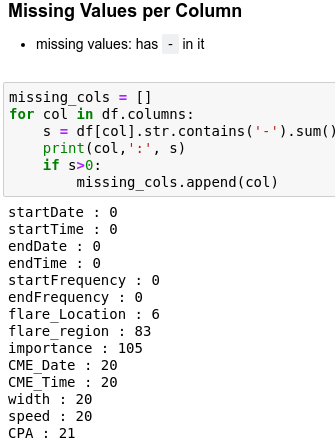 Missing Values per Column
• missing values: has - in it
missing_cols = []
for col in df.columns:
    s = df[col].str.contains('-').sum()
    print(col,':', s)
    if s>0:
        missing_cols.append(col)
startDate : 0
startTime : 0
endDate : 0
endTime : 0
startFrequency : 0
endFrequency : 0
flare_Location : 6
flare_region : 83
importance : 105
CME_Date : 20
CME_Time : 20
width : 20
speed : 20
CPA : 21